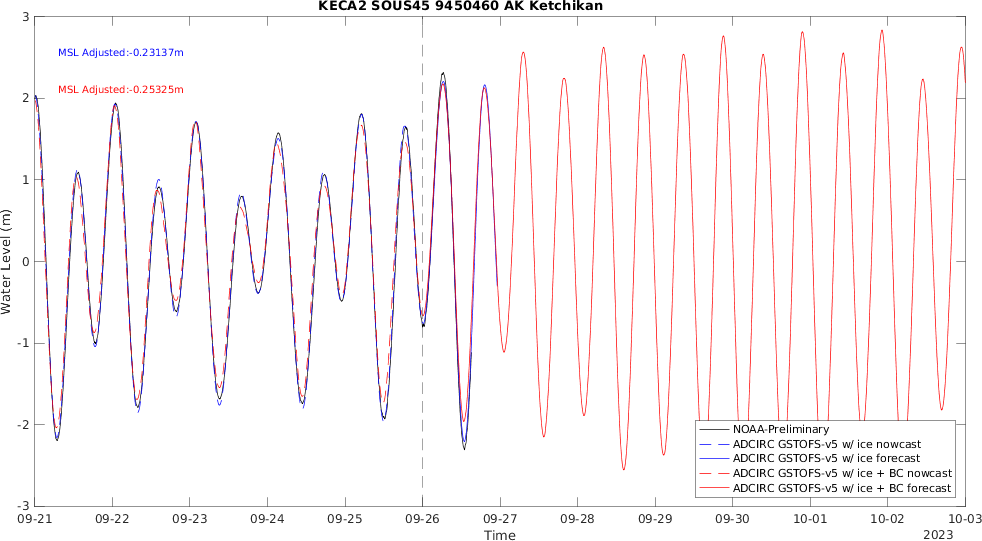 KECA2 SOUS45 9450460 AK Ketchikan
MSL Adjusted:-0.23137m
MSL Adjusted:-0.25325m
Water Level (m)
3
2
1
0
-1
-2
-3
NOAA-Preliminary
ADCIRC GSTOFS-v5 w/ ice nowcast
ADCIRC GSTOFS-v5 w/ ice forecast
ADCIRC GSTOFS-v5 w/ ice + BC nowcast
ADCIRC GSTOFS-v5 w/ ice + BC forecast
09-21 09-22 09-23 09-24 09-25 09-26 09-27 09-28 09-29 09-30 10-01 10-02 10-03
Time
2023